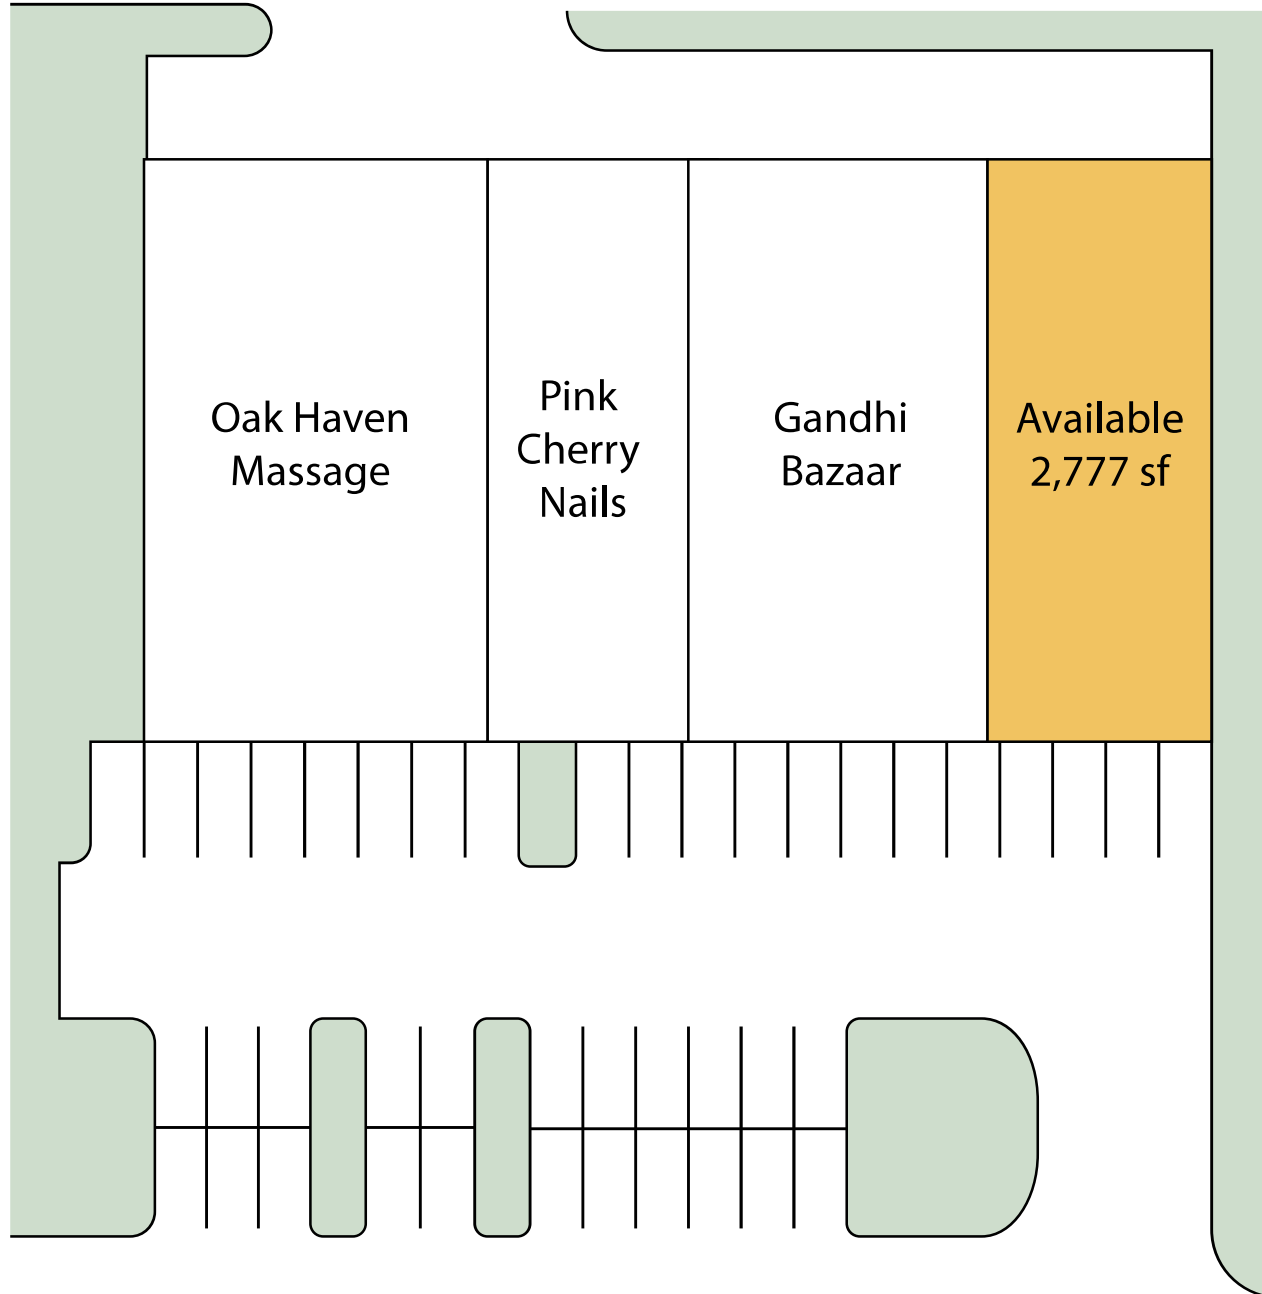 Oak Haven
Massage
Pink
Cherry
Nails
Gandhi
Bazaar
Available
2,777 sf